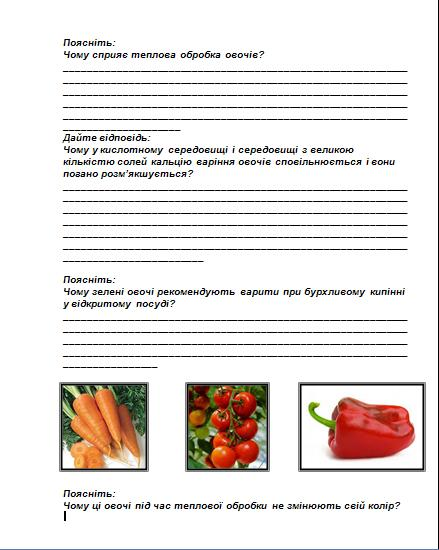 Поясніть:
Чому сприяє теплова обробка овочів?
Дайте відповідь:
Чому у кислотному середовищі і середовищі з великою
кількістю солей кальцію варіння овочів сповільнюється і вони
погано розм'якшується?
Поясніть:
Чому зелені овочі рекомендують варити при бурхливому кипінні
у відкритому посуді?
Поясніть:
Чому ці овочі під час теплової обробки не змінюють свій колір?